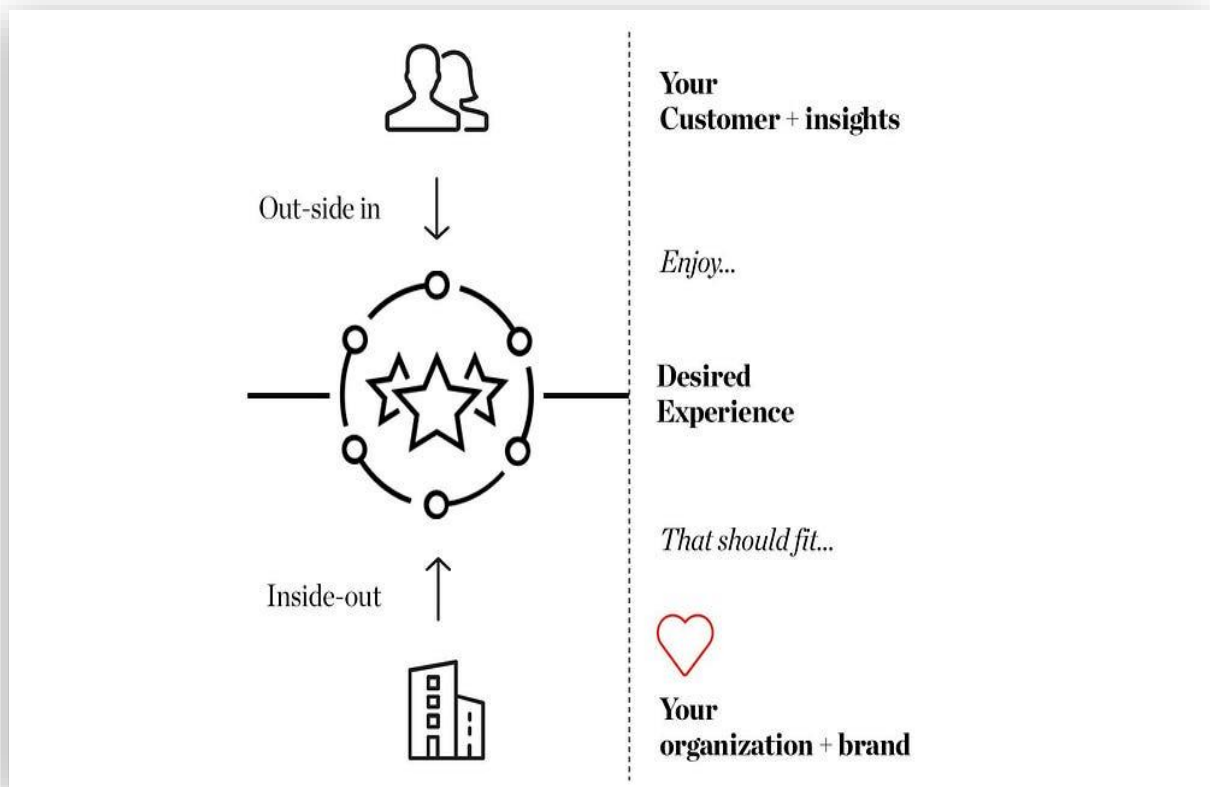 Your
Customer + insights
Out-side in
Enjoy...
Desired
Experience
That should fit...
Inside-out
Your
organization + brand